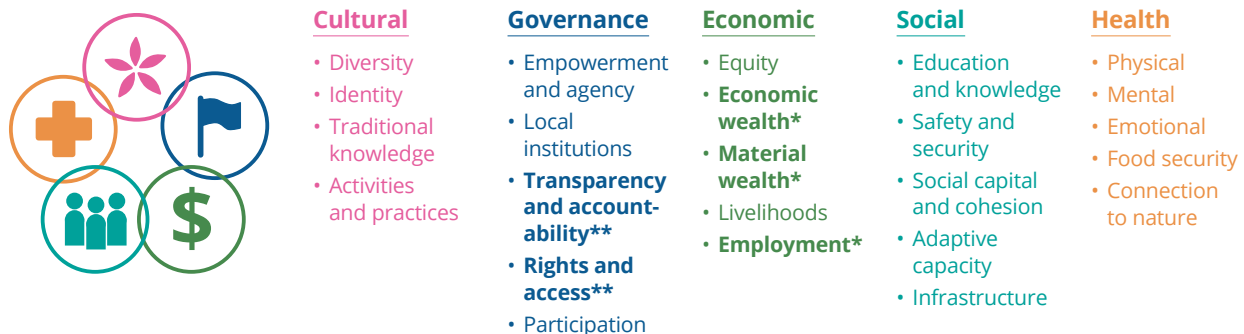 Cultural
• Diversity
• Identity
• Traditional
knowledge
• Activities
and practices
Governance
• Empowerment
and agency
• Local
institutions
• Transparency
and account-
ability**
• Rights and
access**
• Participation
Economic
• Equity
• Economic
wealth*
• Material
wealth*
• Livelihoods
• Employment*
Social
• Education
and knowledge
• Safety and
security
• Social capital
and cohesion
• Adaptive
capacity
• Infrastructure
Health
• Physical
• Mental
• Emotional
• Food security
• Connection
to nature
$